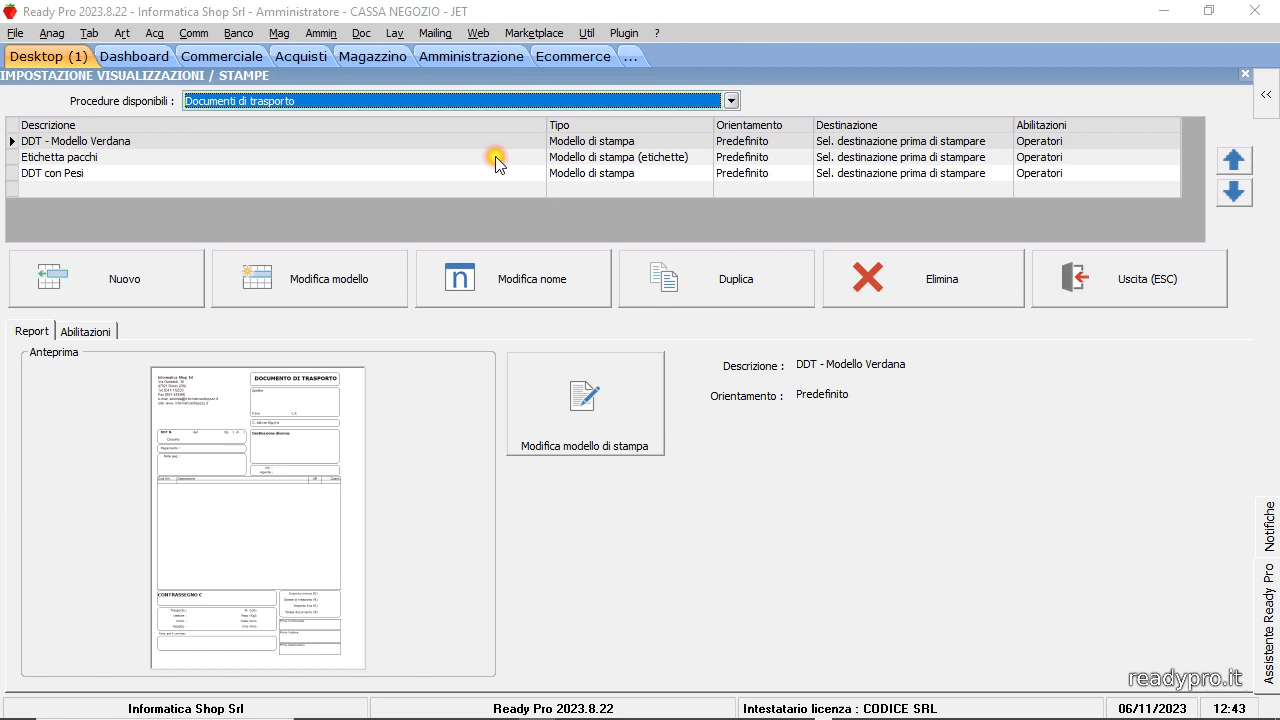 Ready Pro 2023.8.22 - Informatica Shop Srl - Amministratore - CASSA NEGOZIO - JET
File Anag Tab Art Acq Comm Banco Mag Ammin Doc Lay Mailing Web Marketplace Util Plugin ?
Desktop (1) Dashboard Commerciale Acquisti Magazzino Amministrazione Ecommerce ...
IMPOSTAZIONE VISUALIZZAZIONI / STAMPE
Procedure disponibili : Documenti di trasporto
Descrizione Tipo Orientamento Destinazione Abilitazioni
DDT - Modello Verdana Modello di stampa Predefinito Sel. destinazione prima di stampare Operatori
Etichetta pacchi Modello di stampa (etichette) Predefinito Sel. destinazione prima di stampare Operatori
DDT con Pesi Modello di stampa Predefinito Sel. destinazione prima di stampare Operatori
Nuovo Modifica modello n Modifica nome Duplica Elimina Uscita (ESC)
Report Abilitazioni
Anteprima
Informatica Shop Srl
DOCUMENTO DI TRASPORTO
Destinazione diversa:
Pagamento :
CONTRASSEGNO €
Modifica modello di stampa
Descrizione : DDT - Modello Verdana
Orientamento : Predefinito
Notifiche
Assistente Ready Pro
readypro.it
Informatica Shop Srl Ready Pro 2023.8.22 Intestatario licenza : CODICE SRL 06/11/2023 12:43